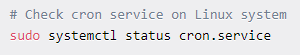 # Check cron service on Linux system
sudo systemctl status cron.service